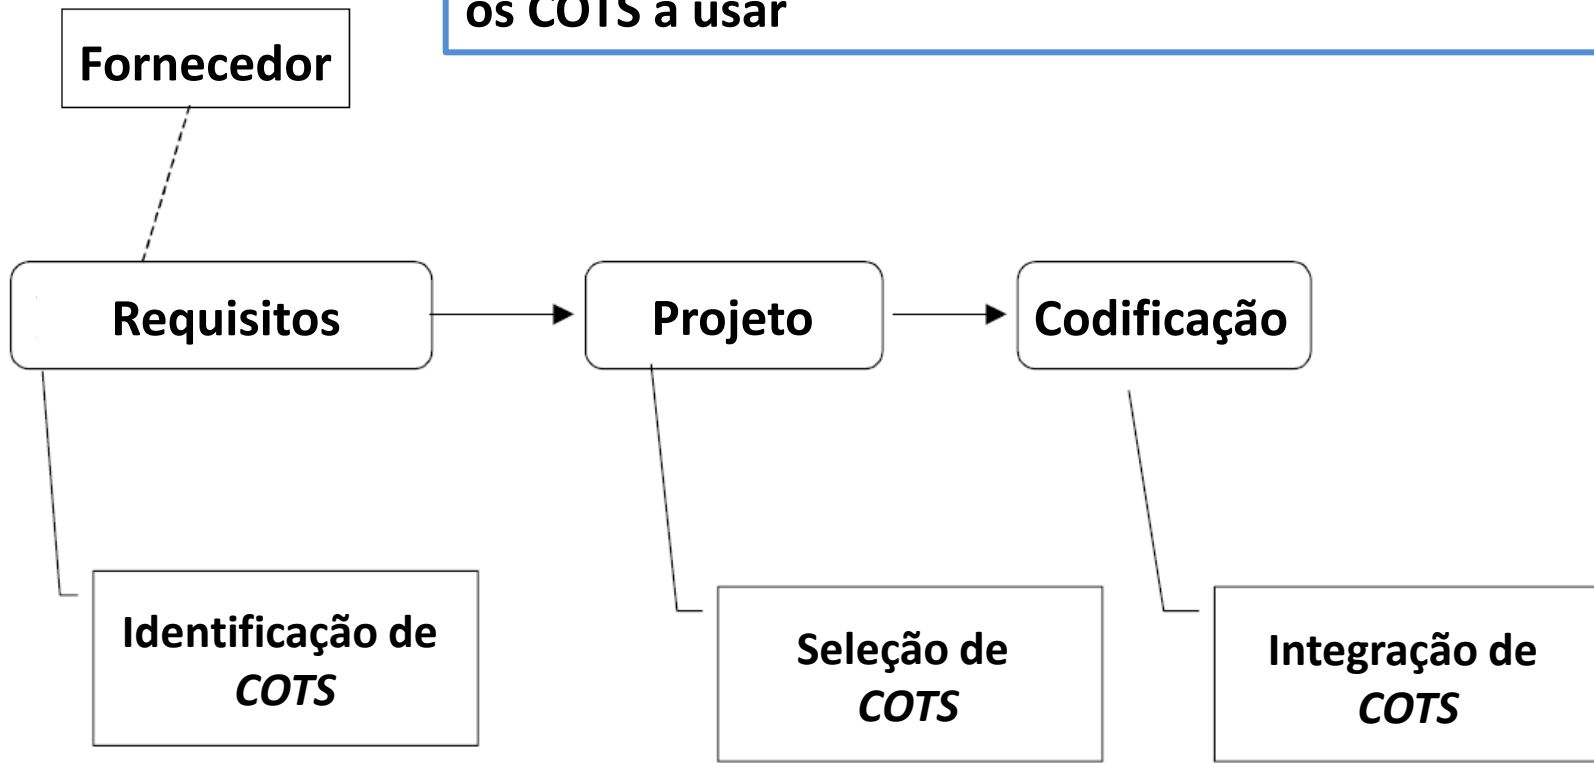 os COTS a usar
Fornecedor
Requisitos
Projeto
Codificação
Identificação de
COTS
Seleção de
COTS
Integração de
COTS